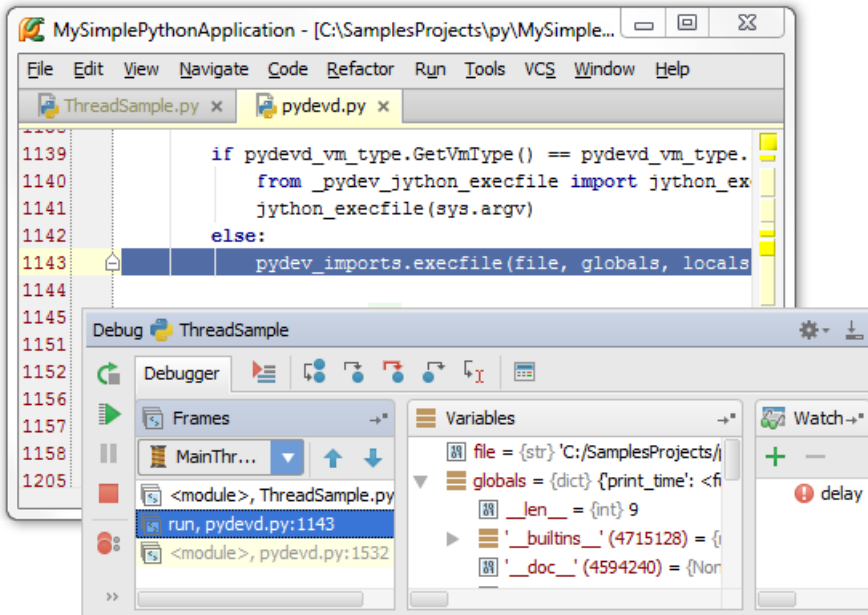 MySimplePythonApplication - [C:\SamplesProjects\py\MySimple...
File Edit View Navigate Code Refactor Run Tools VCS Window Help
ThreadSample.py pydevd.py
1139 if pydevd_vm_type.GetVmType() == pydevd_vm_type.
1140 from _pydev_jython_execfile import jython_ex
1141 jython_execfile(sys.argv)
1142 else:
1143 pydev_imports.execfile(file, globals, locals
1144
1145
1151
1152
1156
1157
1158
1205
Debug ThreadSample
Debugger
Frames
MainThr...
<module>, ThreadSample.py
run, pydevd.py:1143
<module>, pydevd.py:1532
Variables
file = {str} 'C:/SamplesProjects/
globals = {dict} {'print_time': <f
__len__ = {int} 9
'__builtins__' (4715128) = {
'__doc__' (4594240) = {Non
Watch
delay